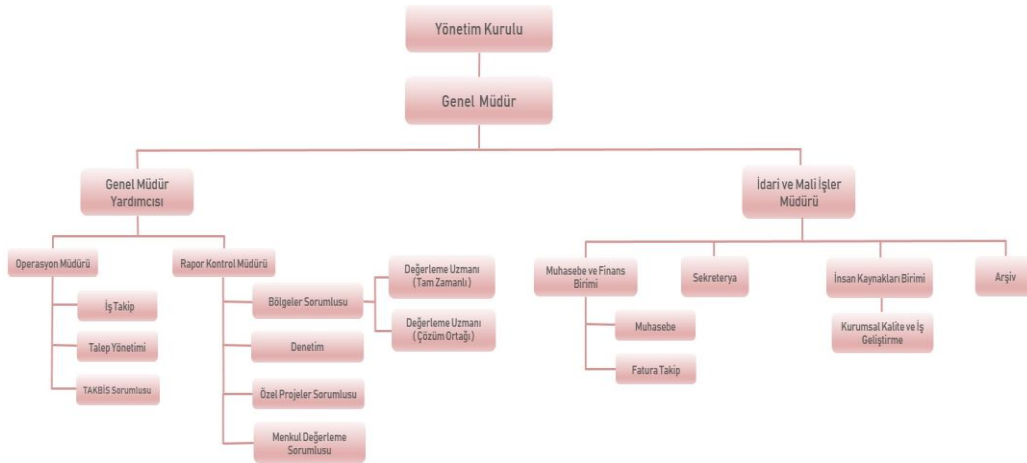 Yönetim Kurulu
Genel Müdür
Genel Müdür
Yardımcısı
İdari ve Mali İşler
Müdürü
Operasyon Müdürü
İş Takip
Talep Yönetimi
TAKBİS Sorumlusu
Rapor Kontrol Müdürü
Bölgeler Sorumlusu
Değerleme Uzmanı
(Tam Zamanlı)
Değerleme Uzmanı
(Çözüm Ortağı)
Denetim
Özel Projeler Sorumlusu
Menkul Değerleme
Sorumlusu
Muhasebe ve Finans
Birimi
Muhasebe
Fatura Takip
Sekreterya
İnsan Kaynakları Birimi
Kurumsal Kalite ve İş
Geliştirme
Arşiv